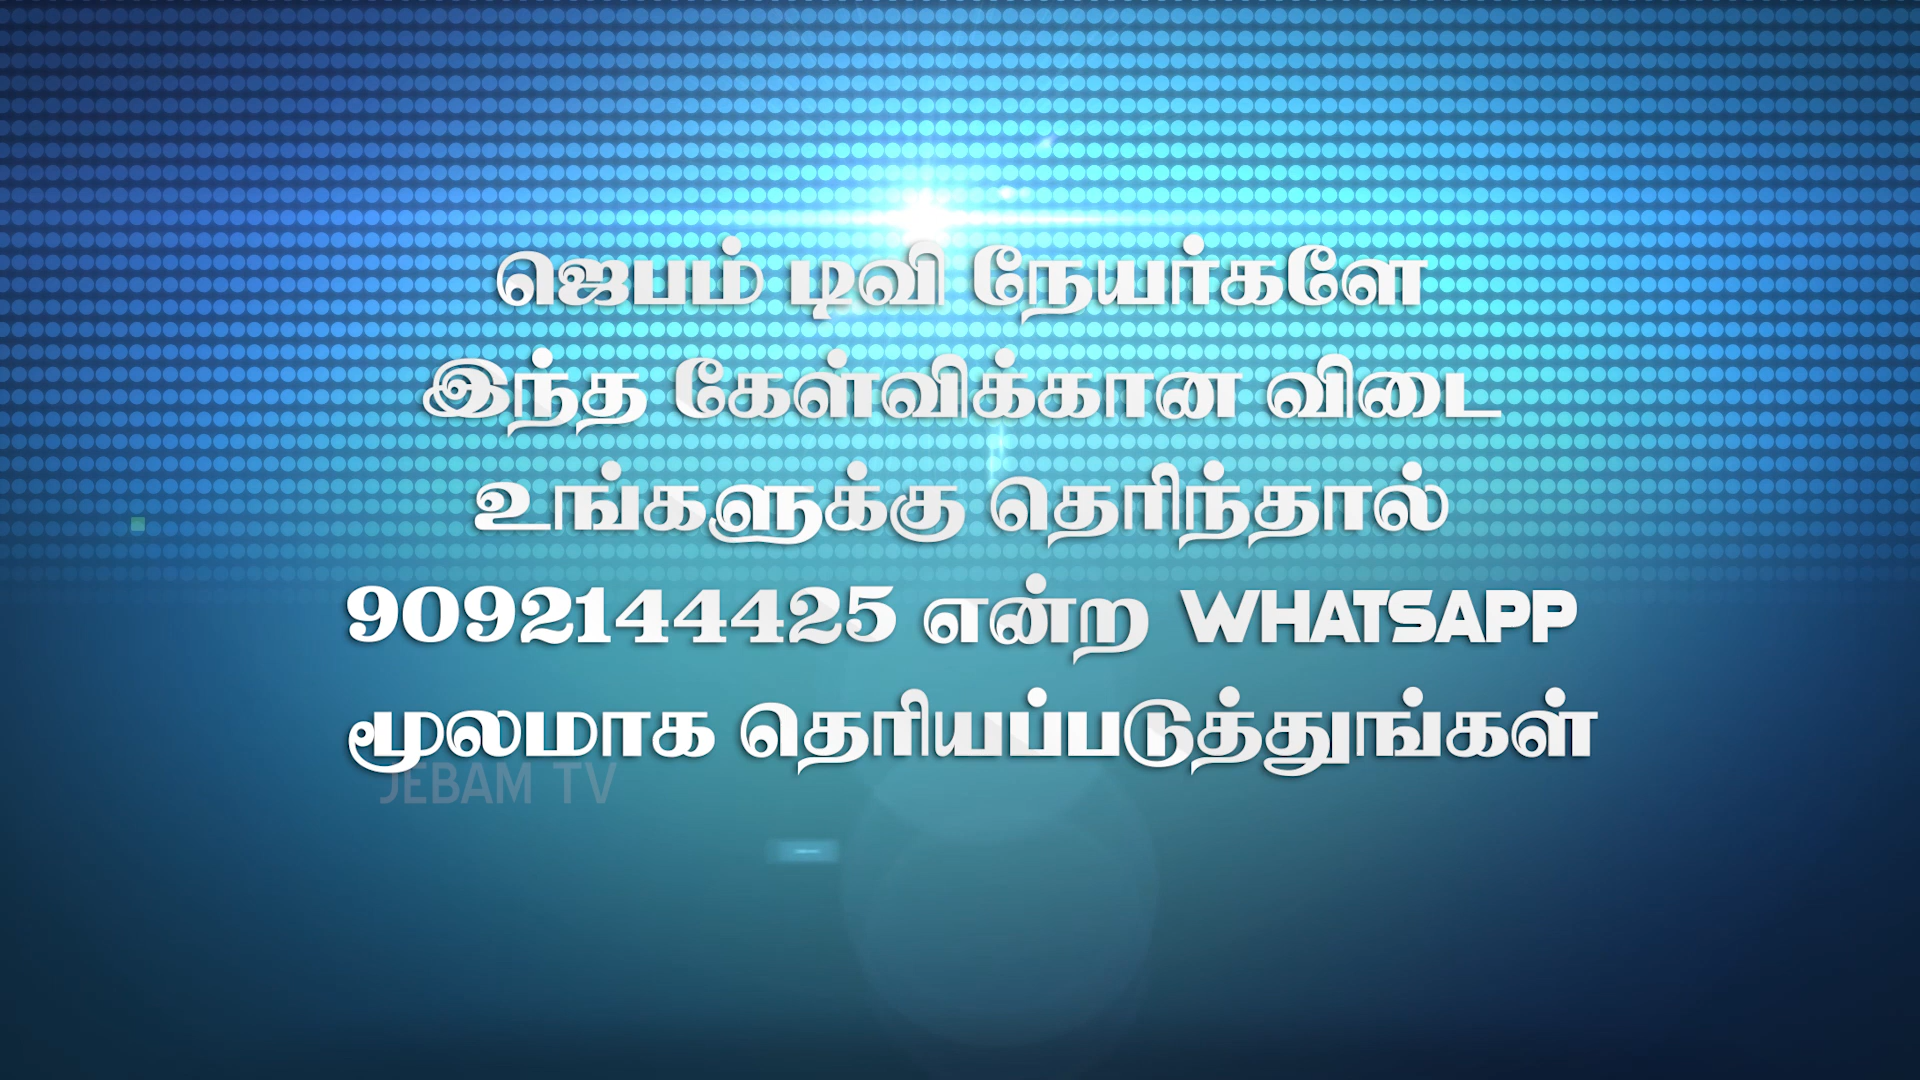 ஜெபம் டிவி நேயர்களே
இந்த கேள்விக்கான விடை
உங்களுக்கு தெரிந்தால்
9092144425 என்ற WHATSAPP
மூலமாக தெரியப்படுத்துங்கள்
JEBAM TV